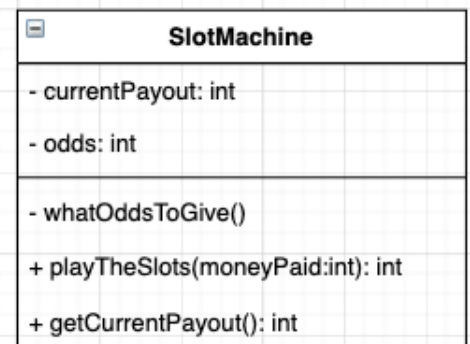 SlotMachine
- currentPayout: int
- odds: int
- whatOddsToGive()
+ playTheSlots(moneyPaid:int): int
+ getCurrentPayout(): int